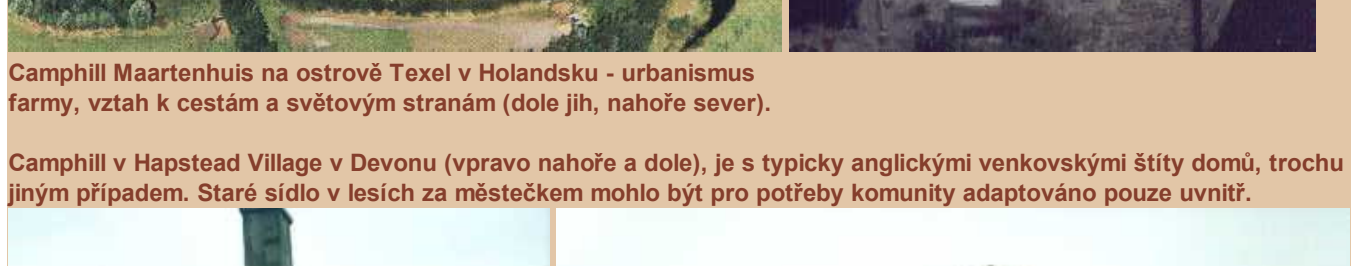 Camphill Maartenhuis na ostrově Texel v Holandsku - urbanismus
farmy, vztah k cestám a světovým stranám (dole jih, nahoře sever).
Camphill v Hapstead Village v Devonu (vpravo nahoře a dole), je s typicky anglickými venkovskými štíty domů, trochu
jiným případem. Staré sídlo v lesích za městečkem mohlo být pro potřeby komunity adaptováno pouze uvnitř.